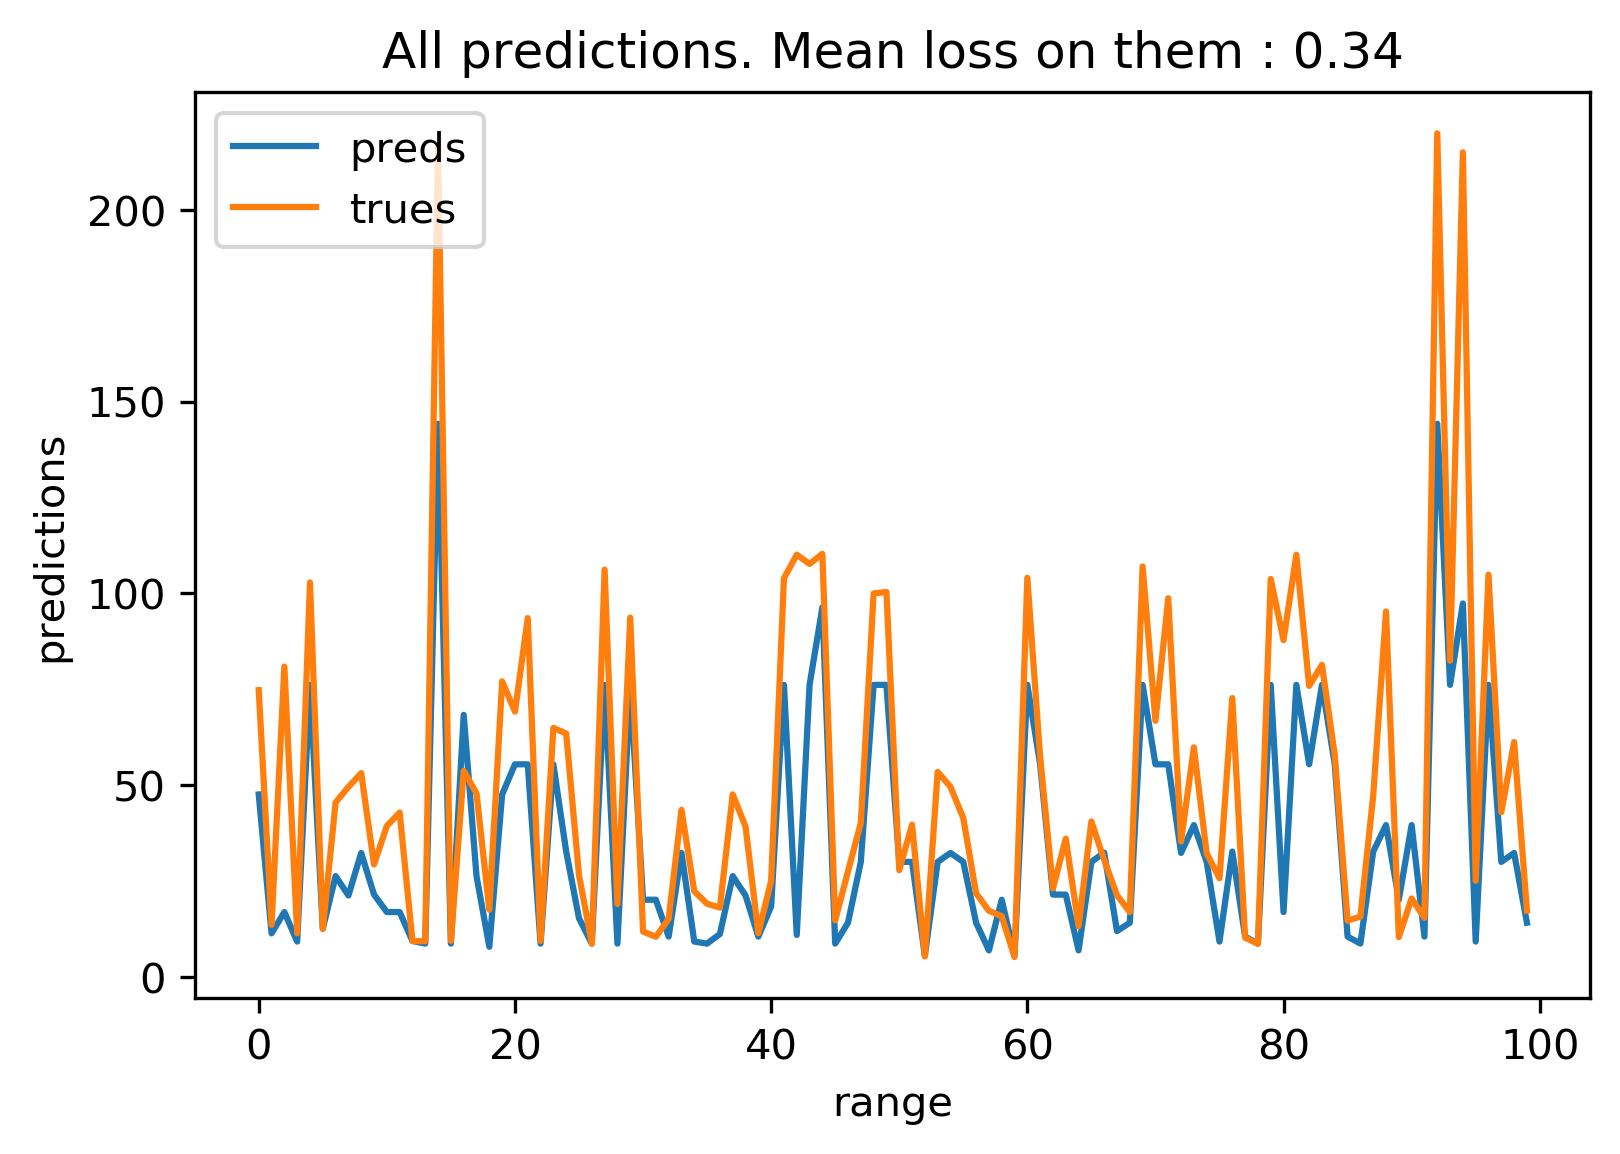 All predictions. Mean loss on them : 0.34
preds
trues
200
150
100
50
0
predictions
0 20 40 60 80 100
range